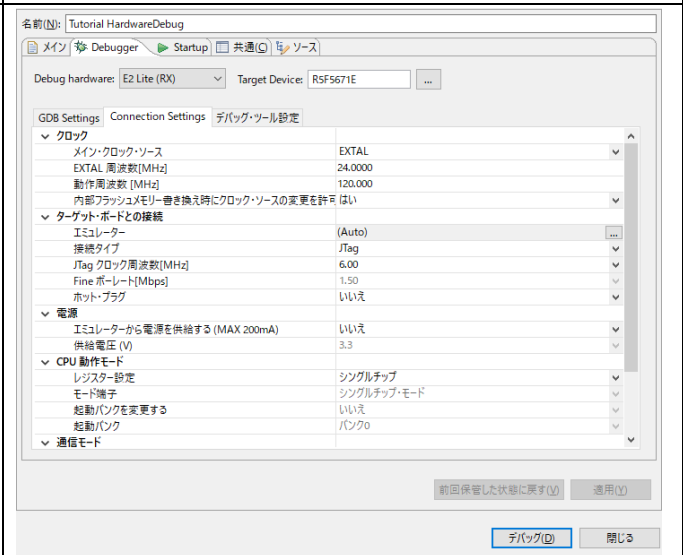 名前(N): Tutorial HardwareDebug
メイン Debugger Startup 共通(C) ソース
Debug hardware: E2 Lite (RX) Target Device: R5F5671E ...
GDB Settings Connection Settings デバッグ・ツール設定
クロック
メイン・クロック・ソース EXTAL
EXTAL 周波数[MHz] 24.0000
動作周波数 [MHz] 120.000
内部フラッシュメモリー書き換え時にクロック・ソースの変更を許可 はい
ターゲット・ボードとの接続
エミュレーター (Auto) ...
接続タイプ JTag
JTag クロック周波数[MHz] 6.00
Fine ボーレート[Mbps] 1.50
ホット・プラグ いいえ
電源
エミュレーターから電源を供給する (MAX 200mA) いいえ
供給電圧 (V) 3.3
CPU 動作モード
レジスター設定 シングルチップ
モード端子 シングルチップ・モード
起動バンクを変更する いいえ
起動バンク バンク0
通信モード
前回保管した状態に戻す(V) 適用(Y)
デバッグ(D) 閉じる